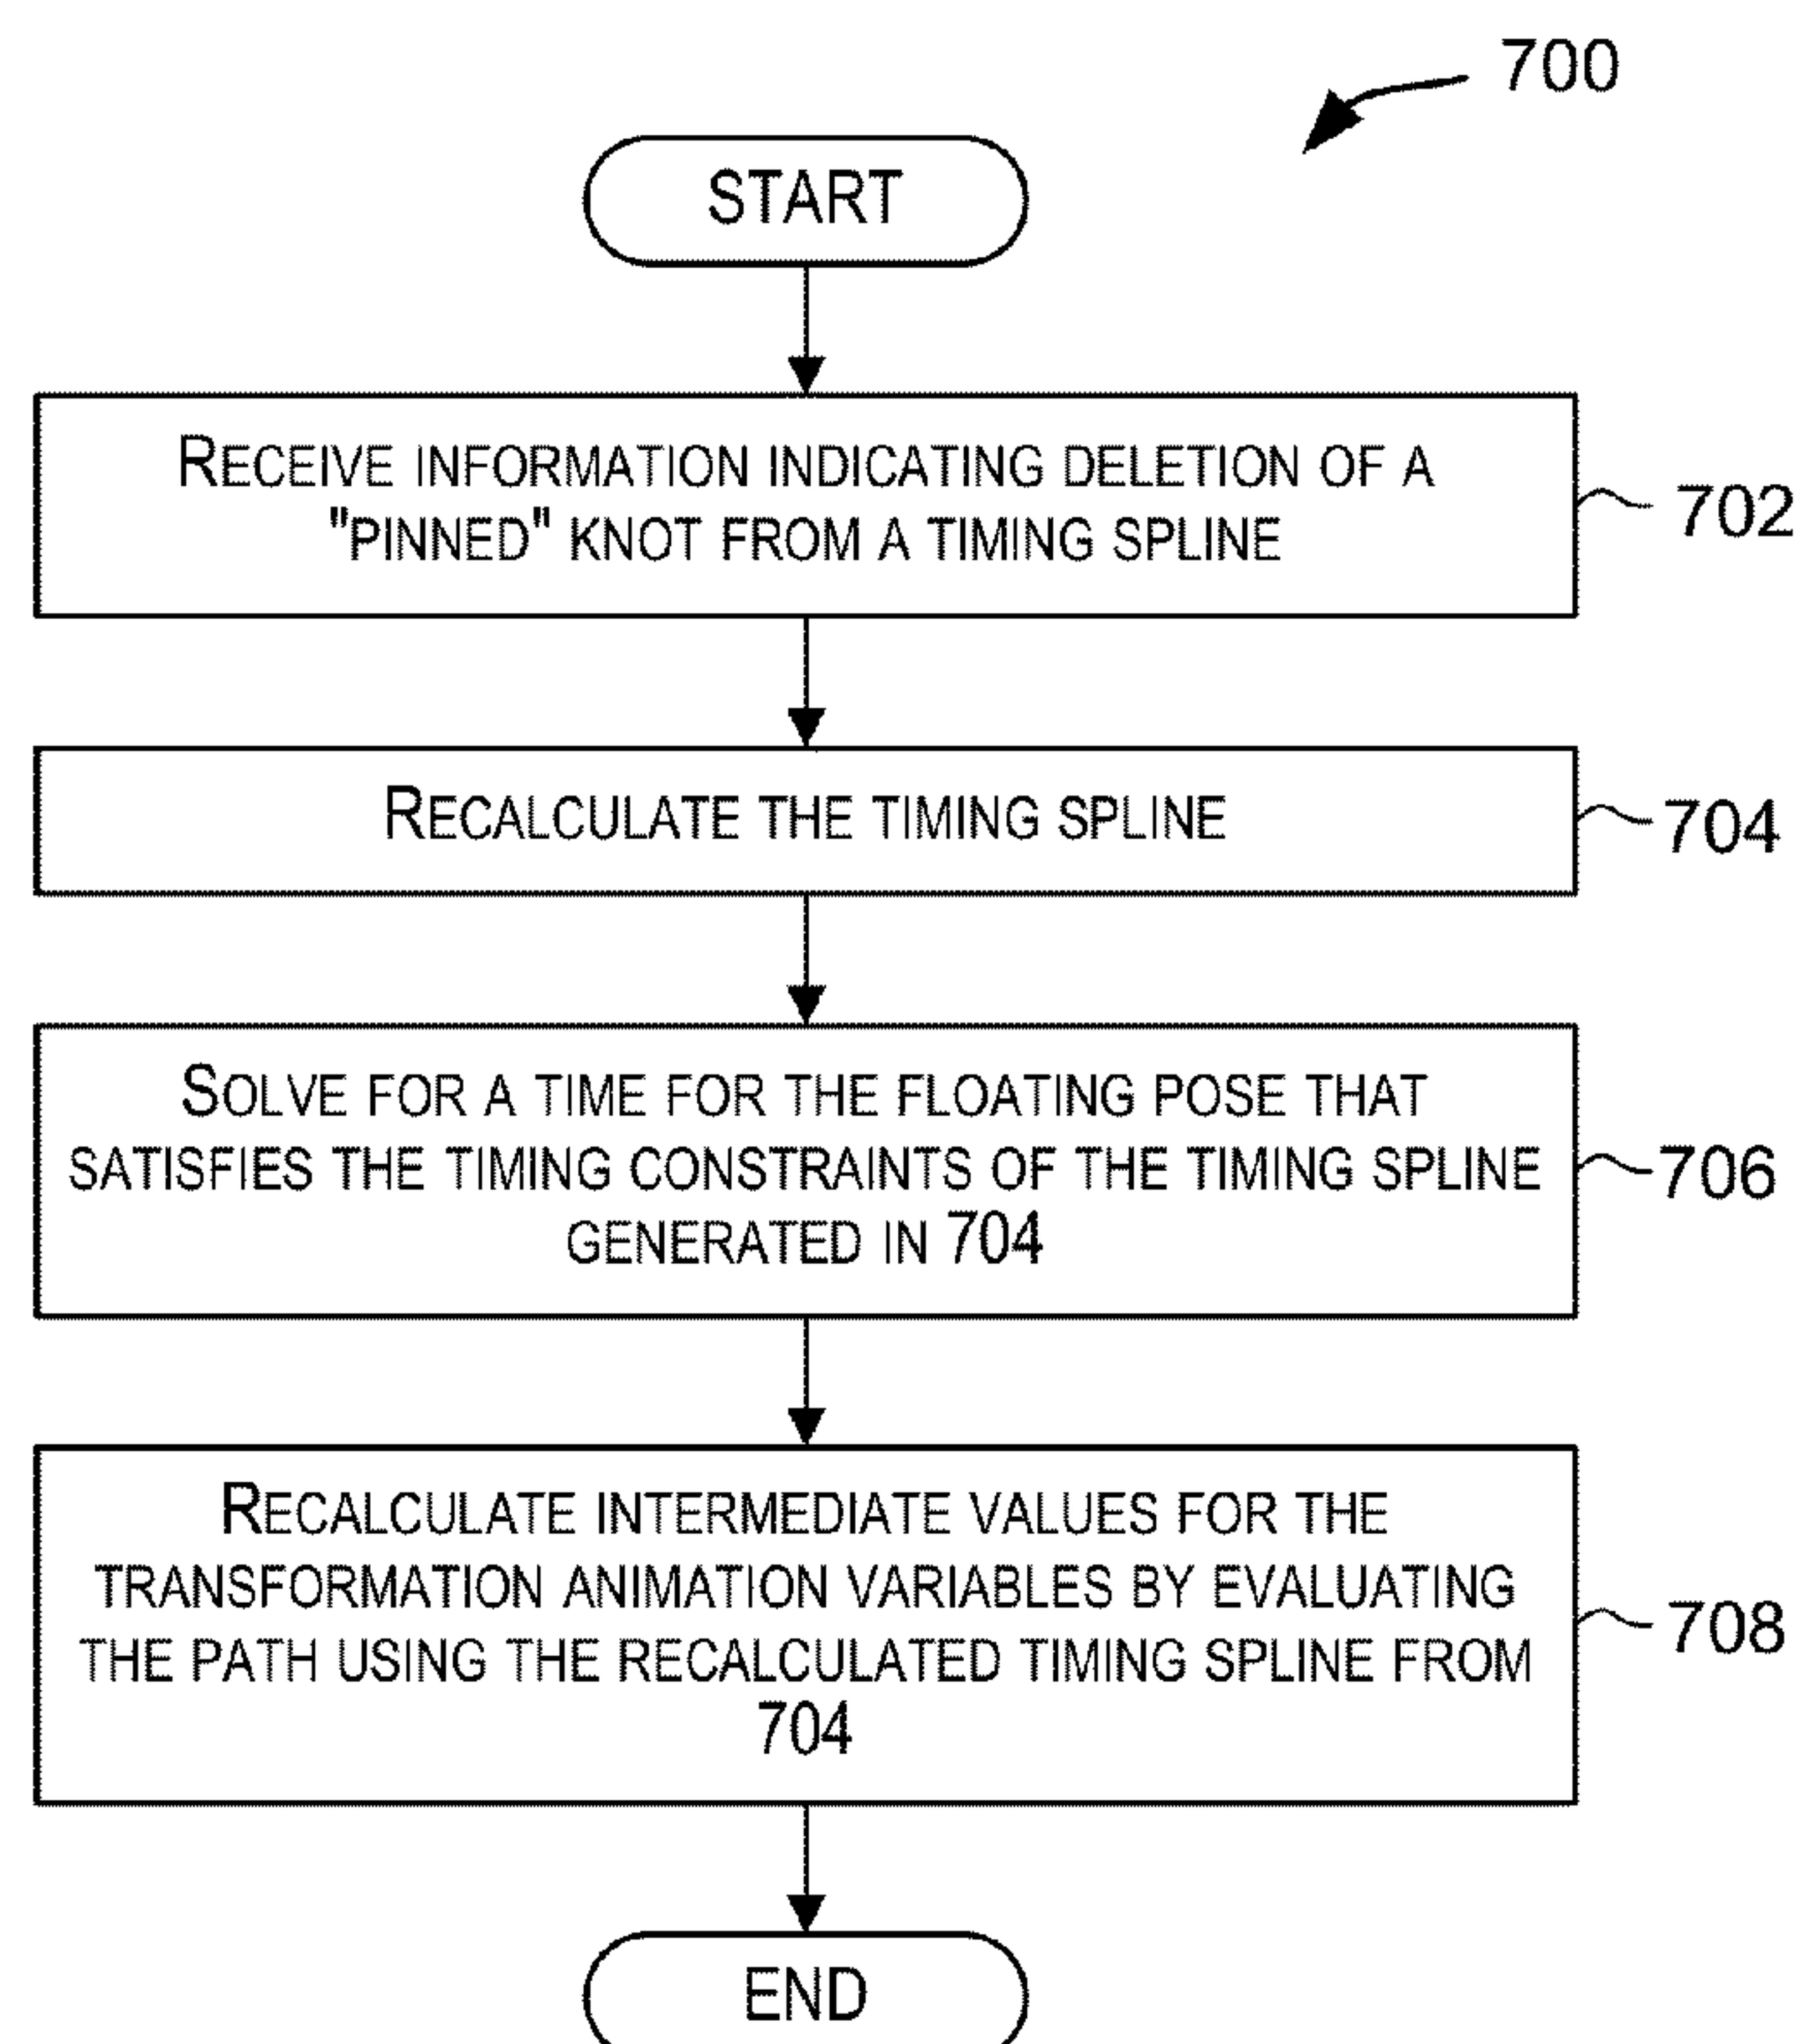 700
START
RECEIVE INFORMATION INDICATING DELETION OF A
"PINNED" KNOT FROM A TIMING SPLINE
702
RECALCULATE THE TIMING SPLINE
704
SOLVE FOR A TIME FOR THE FLOATING POSE THAT
SATISFIES THE TIMING CONSTRAINTS OF THE TIMING SPLINE
GENERATED IN 704
706
RECALCULATE INTERMEDIATE VALUES FOR THE
TRANSFORMATION ANIMATION VARIABLES BY EVALUATING
THE PATH USING THE RECALCULATED TIMING SPLINE FROM
704
708
END